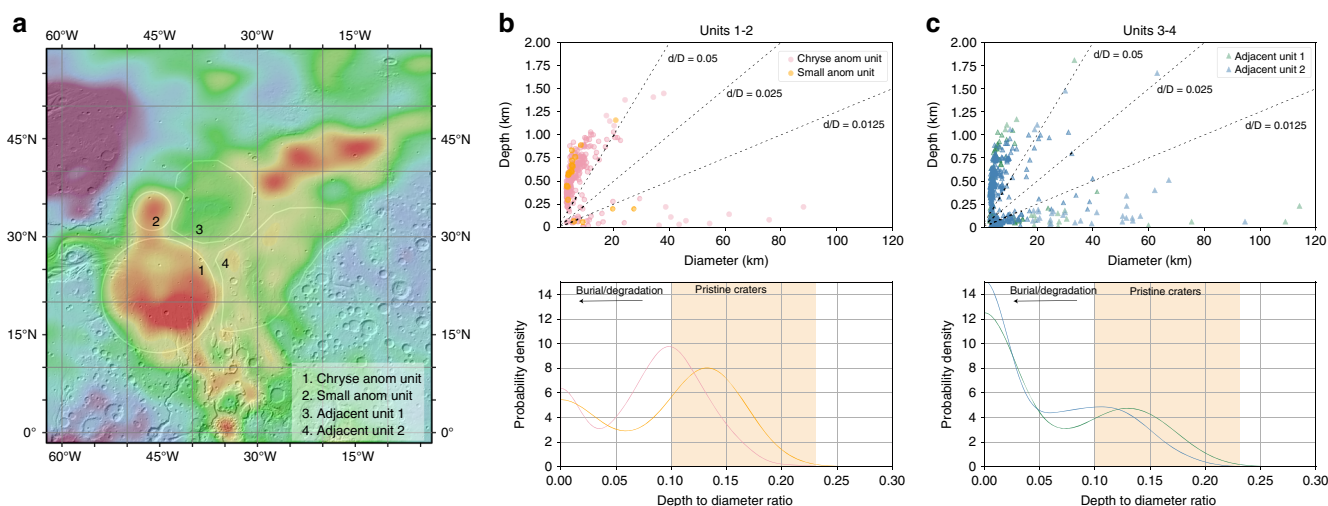 a
60°W 45°W 30°W 15°W
45°N 45°N
30°N 30°N
15°N 15°N
0° 0°
60°W 45°W 30°W 15°W
2
3
1
4
1. Chryse anom unit
2. Small anom unit
3. Adjacent unit 1
4. Adjacent unit 2
b
Units 1-2
Depth (km)
2.00
1.75
1.50
1.25
1.00
0.75
0.50
0.25
0
20 40 60 80 100 120
Diameter (km)
d/D = 0.05
d/D = 0.025
d/D = 0.0125
Chryse anom unit
Small anom unit
Probability density
14
12
10
8
6
4
2
0
0.00 0.05 0.10 0.15 0.20 0.25 0.30
Depth to diameter ratio
Burial/degradation
Pristine craters
c
Units 3-4
Depth (km)
2.00
1.75
1.50
1.25
1.00
0.75
0.50
0.25
0
20 40 60 80 100 120
Diameter (km)
d/D = 0.05
d/D = 0.025
d/D = 0.0125
Adjacent unit 1
Adjacent unit 2
Probability density
14
12
10
8
6
4
2
0
0.00 0.05 0.10 0.15 0.20 0.25 0.30
Depth to diameter ratio
Burial/degradation
Pristine craters